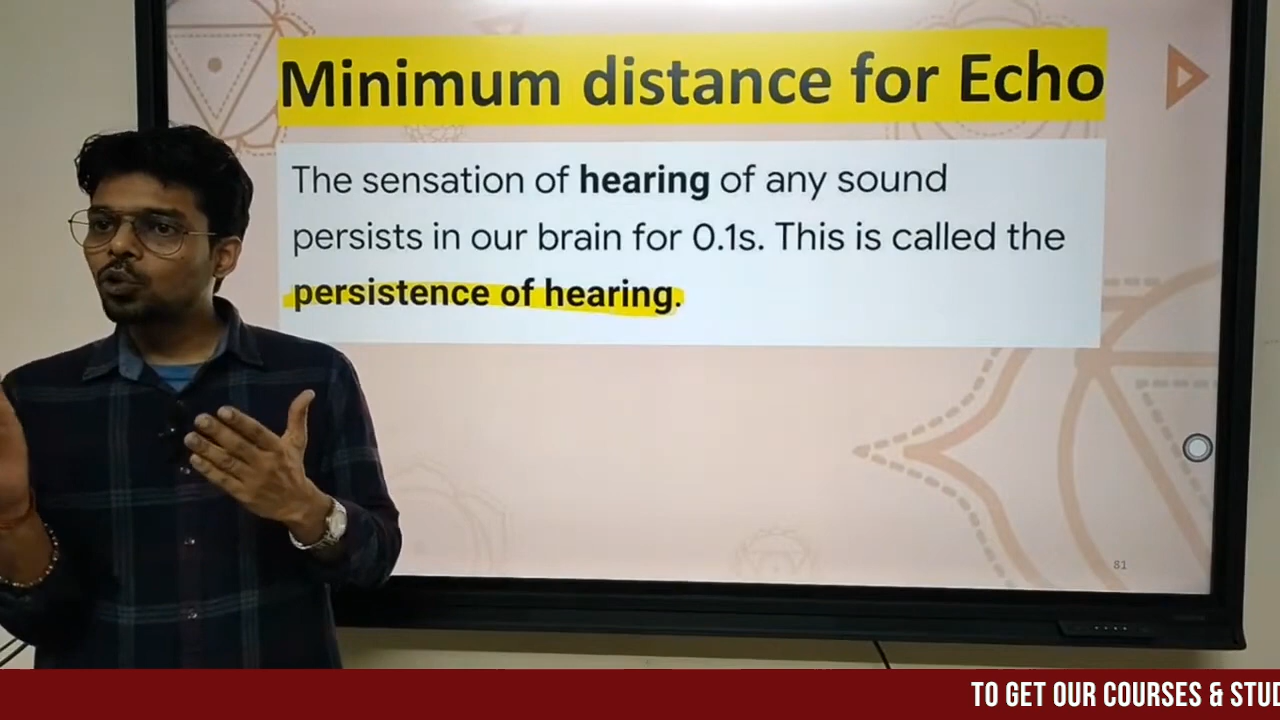 Minimum distance for Echo
The sensation of hearing of any sound
persists in our brain for 0.1s. This is called the
persistence of hearing.
81
TO GET OUR COURSES & STUD